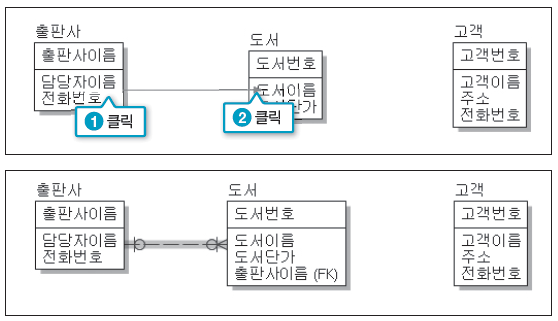 출판사
출판사이름
담당자이름
전화번호
1 클릭
도서
도서번호
도서이름
2 클릭
고객
고객번호
고객이름
주소
전화번호
출판사
출판사이름
담당자이름
전화번호
도서
도서번호
도서이름
도서단가
출판사이름 (FK)
고객
고객번호
고객이름
주소
전화번호